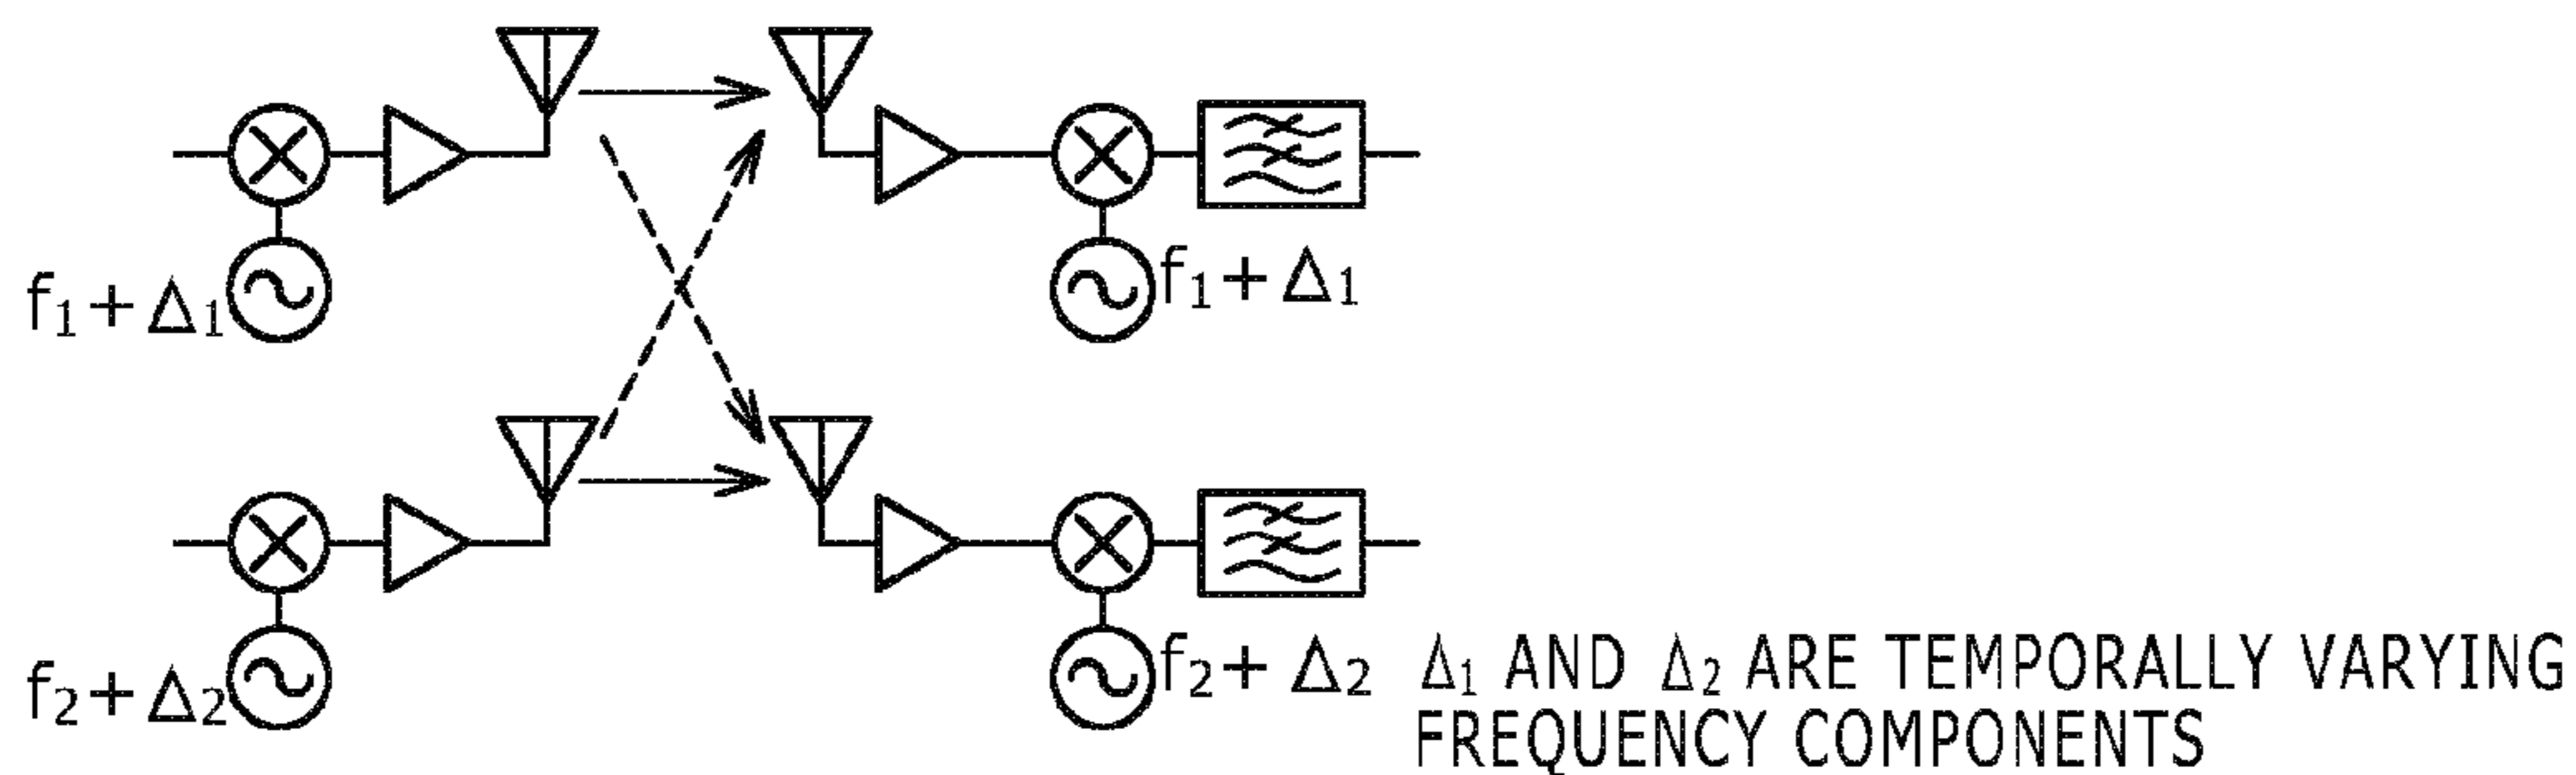 f₁+Δ₁
f₁+Δ₁
f₂+Δ₂
f₂+Δ₂
Δ₁ AND Δ₂ ARE TEMPORALLY VARYING
FREQUENCY COMPONENTS